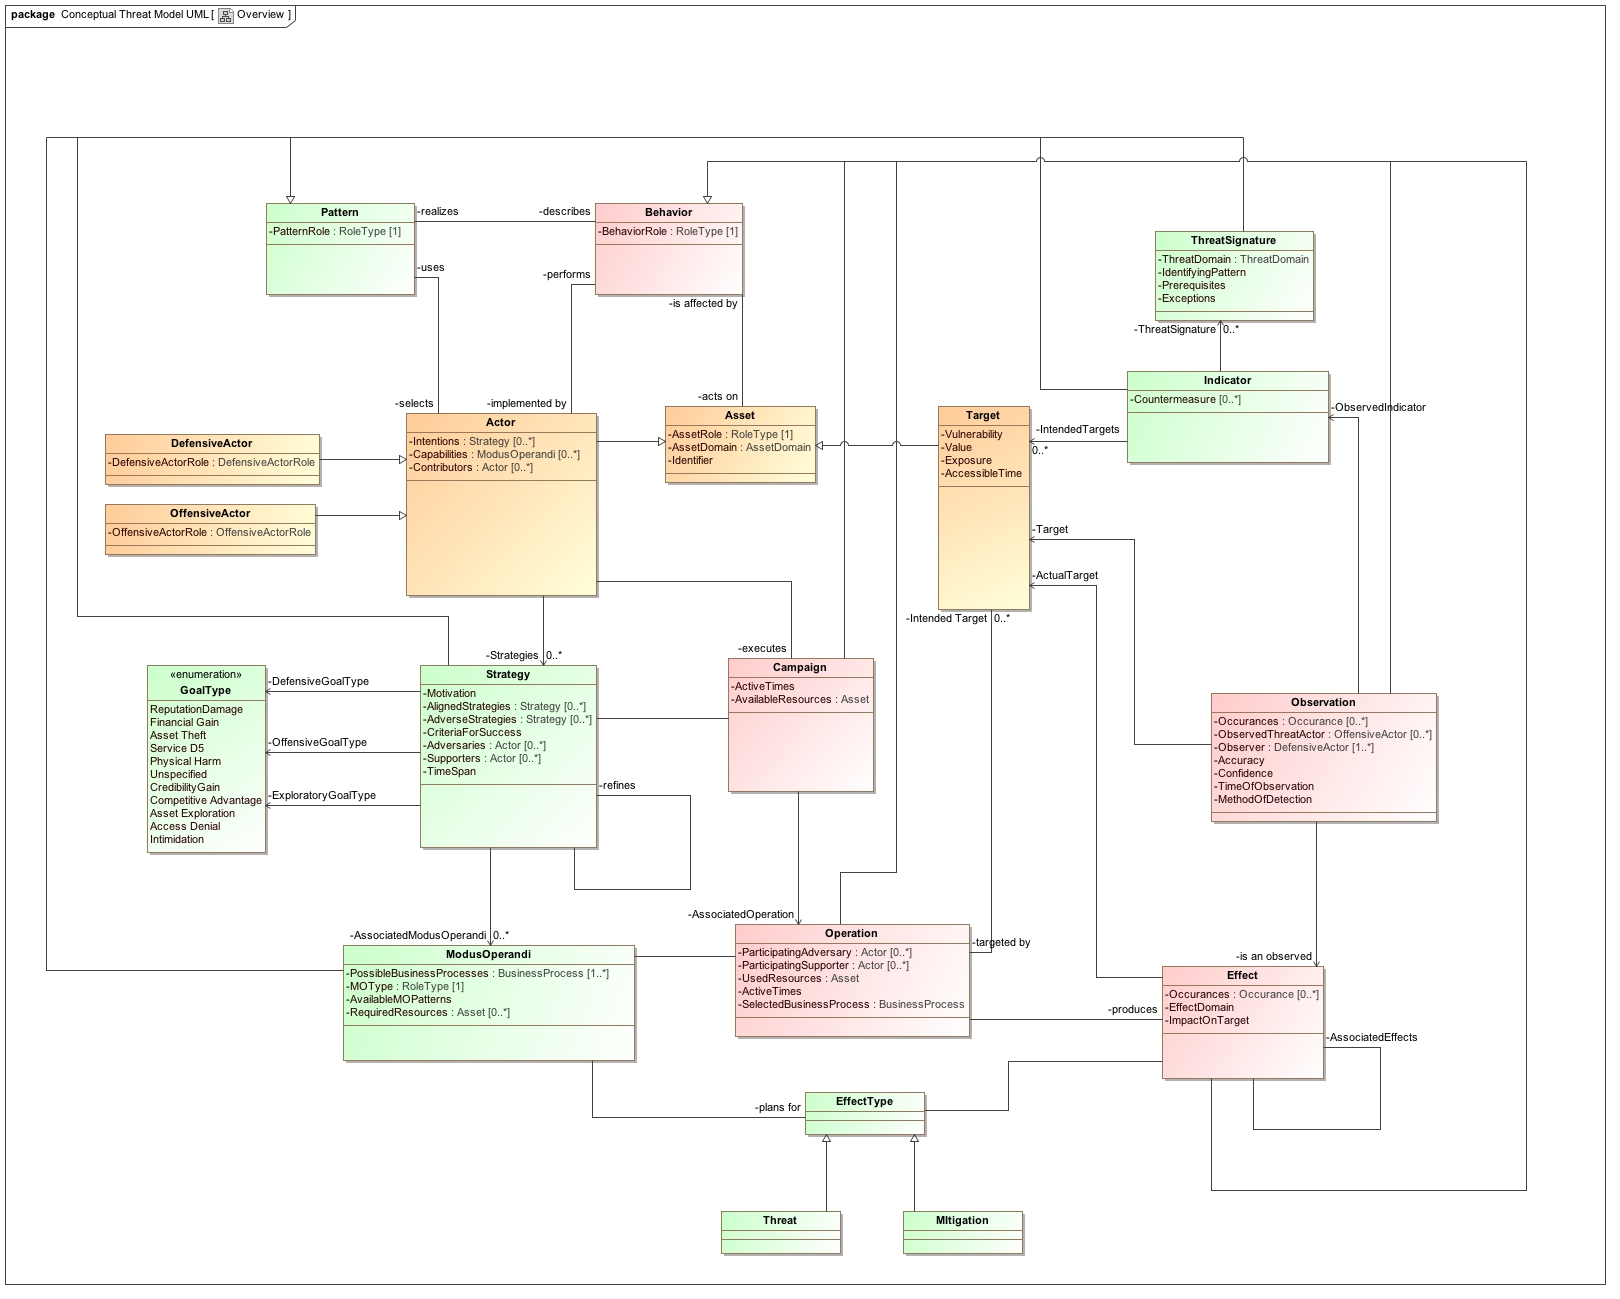 package Conceptual Threat Model UML [ Overview ]
Pattern
-PatternRole : RoleType [1]
-realizes
-describes
-uses
Behavior
-BehaviorRole : RoleType [1]
-performs
-is affected by
ThreatSignature
-ThreatDomain : ThreatDomain
-IdentifyingPattern
-Prerequisites
-Exceptions
-ThreatSignature 0..*
Indicator
-Countermeasure [0..*]
-ObservedIndicator
-IntendedTargets
0..*
-selects
-implemented by
-acts on
DefensiveActor
-DefensiveActorRole : DefensiveActorRole
OffensiveActor
-OffensiveActorRole : OffensiveActorRole
Actor
-Intentions : Strategy [0..*]
-Capabilities : ModusOperandi [0..*]
-Contributors : Actor [0..*]
Asset
-AssetRole : RoleType [1]
-AssetDomain : AssetDomain
-Identifier
Target
-Vulnerability
-Value
-Exposure
-AccessibleTime
-Target
-ActualTarget
-Intended Target 0..*
-Strategies 0..*
-executes
«enumeration»
GoalType
ReputationDamage
Financial Gain
Asset Theft
Service D5
Physical Harm
Unspecified
CredibilityGain
Competitive Advantage
Asset Exploration
Access Denial
Intimidation
-DefensiveGoalType
-OffensiveGoalType
-ExploratoryGoalType
Strategy
-Motivation
-AlignedStrategies : Strategy [0..*]
-AdverseStrategies : Strategy [0..*]
-CriteriaForSuccess
-Adversaries : Actor [0..*]
-Supporters : Actor [0..*]
-TimeSpan
-refines
Campaign
-ActiveTimes
-AvailableResources : Asset
Observation
-Occurances : Occurance [0..*]
-ObservedThreatActor : OffensiveActor [0..*]
-Observer : DefensiveActor [1..*]
-Accuracy
-Confidence
-TimeOfObservation
-MethodOfDetection
-AssociatedModusOperandi 0..*
-AssociatedOperation
ModusOperandi
-PossibleBusinessProcesses : BusinessProcess [1..*]
-MOType : RoleType [1]
-AvailableMOPatterns
-RequiredResources : Asset [0..*]
Operation
-ParticipatingAdversary : Actor [0..*]
-ParticipatingSupporter : Actor [0..*]
-UsedResources : Asset
-ActiveTimes
-SelectedBusinessProcess : BusinessProcess
-targeted by
-produces
-is an observed
Effect
-Occurances : Occurance [0..*]
-EffectDomain
-ImpactOnTarget
-AssociatedEffects
-plans for
EffectType
Threat
MItigation